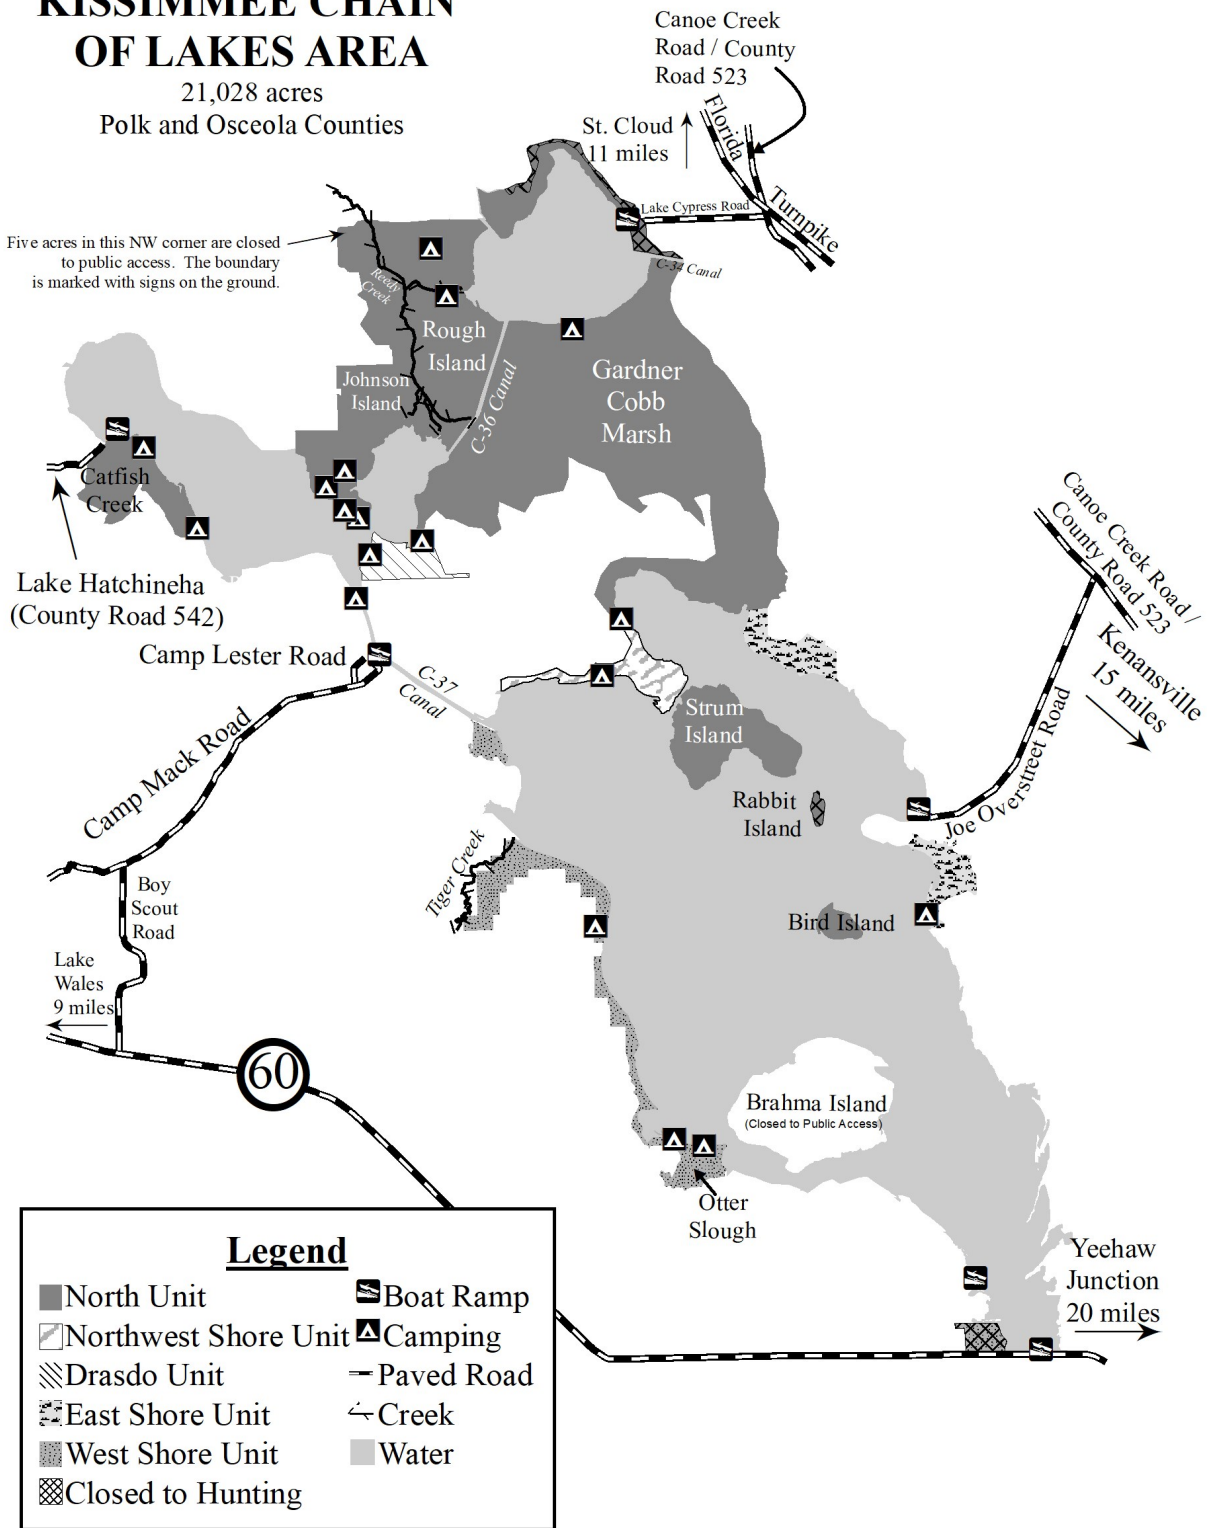 KISSIMMEE CHAIN
OF LAKES AREA
21,028 acres
Polk and Osceola Counties
Canoe Creek
Road / County
Road 523
St. Cloud
11 miles
Florida
Turnpike
Lake Cypress Road
C-34 Canal
Five acres in this NW corner are closed
to public access. The boundary
is marked with signs on the ground.
Reedy
Creek
Rough
Island
Johnson
Island
C-36 Canal
Gardner
Cobb
Marsh
Catfish
Creek
Lake Hatchineha
(County Road 542)
Camp Lester Road
C-37
Canal
Camp Mack Road
Canoe Creek Road /
County Road 523
Kenansville
15 miles
Joe Overstreet Road
Strum
Island
Rabbit
Island
Tiger Creek
Bird Island
Boy
Scout
Road
Lake
Wales
9 miles
60
Brahma Island
(Closed to Public Access)
Otter
Slough
Yeehaw
Junction
20 miles
Legend
North Unit
Boat Ramp
Northwest Shore Unit
Camping
Drasdo Unit
Paved Road
East Shore Unit
Creek
West Shore Unit
Water
Closed to Hunting